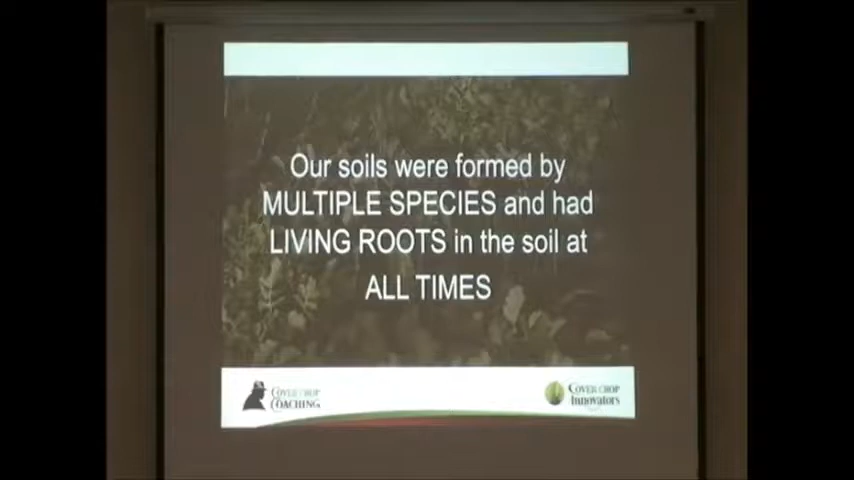 Our soils were formed by
MULTIPLE SPECIES and had
LIVING ROOTS in the soil at
ALL TIMES
COVER CROP
COACHING
COVER CROP
Innovators